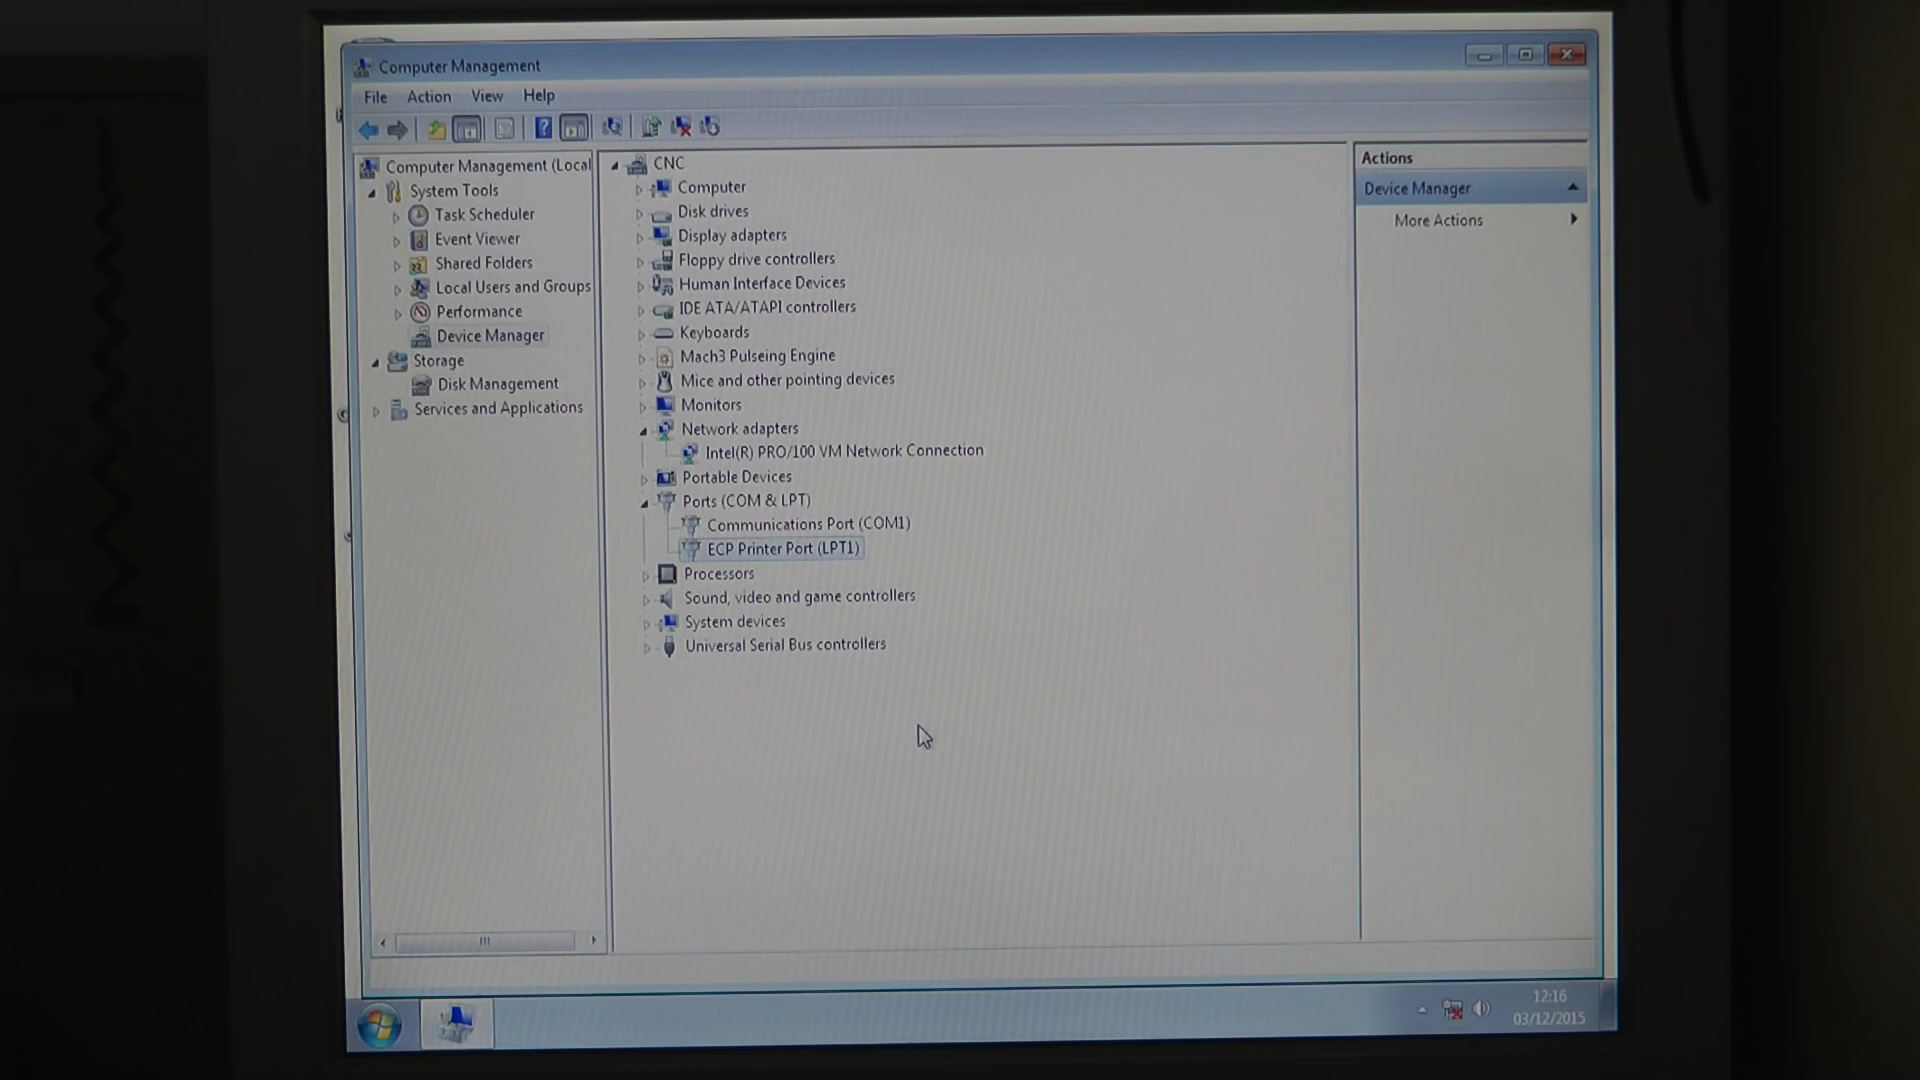 Computer Management
File Action View Help
Computer Management (Local
System Tools
Task Scheduler
Event Viewer
Shared Folders
Local Users and Groups
Performance
Device Manager
Storage
Disk Management
Services and Applications
CNC
Computer
Disk drives
Display adapters
Floppy drive controllers
Human Interface Devices
IDE ATA/ATAPI controllers
Keyboards
Mach3 Pulseing Engine
Mice and other pointing devices
Monitors
Network adapters
Intel(R) PRO/100 VM Network Connection
Portable Devices
Ports (COM & LPT)
Communications Port (COM1)
ECP Printer Port (LPT1)
Processors
Sound, video and game controllers
System devices
Universal Serial Bus controllers
Actions
Device Manager
More Actions
12:16
03/12/2015